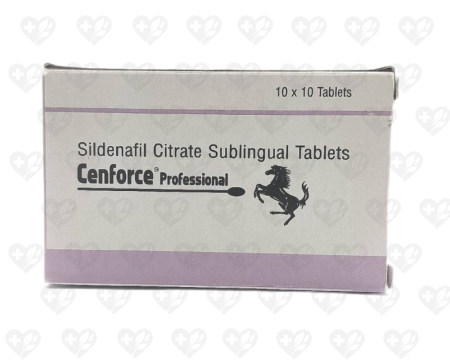 10 x 10 Tablets
Sildenafil Citrate Sublingual Tablets
Cenforce® Professional